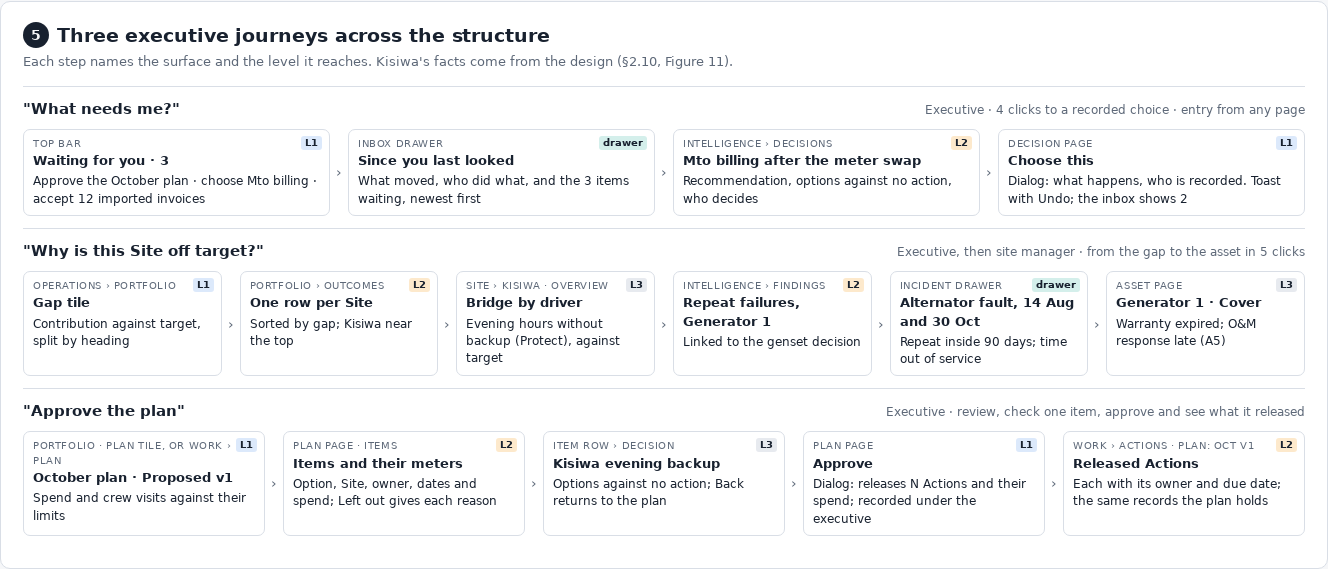 5 Three executive journeys across the structure
Each step names the surface and the level it reaches. Kisiwa's facts come from the design (§2.10, Figure 11).
"What needs me?"
Executive · 4 clicks to a recorded choice · entry from any page
TOP BAR L1
Waiting for you · 3
Approve the October plan · choose Mto billing ·
accept 12 imported invoices
›
INBOX DRAWER drawer
Since you last looked
What moved, who did what, and the 3 items
waiting, newest first
›
INTELLIGENCE › DECISIONS L2
Mto billing after the meter swap
Recommendation, options against no action,
who decides
›
DECISION PAGE L1
Choose this
Dialog: what happens, who is recorded. Toast
with Undo; the inbox shows 2
"Why is this Site off target?"
Executive, then site manager · from the gap to the asset in 5 clicks
OPERATIONS › PORTFOLIO L1
Gap tile
Contribution against target,
split by heading
›
PORTFOLIO › OUTCOMES L2
One row per Site
Sorted by gap; Kisiwa near
the top
›
SITE › KISIWA · OVERVIEW L3
Bridge by driver
Evening hours without
backup (Protect), against
target
›
INTELLIGENCE › FINDINGS L2
Repeat failures,
Generator 1
Linked to the genset decision
›
INCIDENT DRAWER drawer
Alternator fault, 14 Aug
and 30 Oct
Repeat inside 90 days; time
out of service
›
ASSET PAGE L3
Generator 1 · Cover
Warranty expired; O&M
response late (A5)
"Approve the plan"
Executive · review, check one item, approve and see what it released
PORTFOLIO · PLAN TILE, OR WORK › L1
PLAN
October plan · Proposed v1
Spend and crew visits against their
limits
›
PLAN PAGE · ITEMS L2
Items and their meters
Option, Site, owner, dates and
spend; Left out gives each reason
›
ITEM ROW › DECISION L3
Kisiwa evening backup
Options against no action; Back
returns to the plan
›
PLAN PAGE L1
Approve
Dialog: releases N Actions and their
spend; recorded under the
executive
›
WORK › ACTIONS · PLAN: OCT V1 L2
Released Actions
Each with its owner and due date;
the same records the plan holds